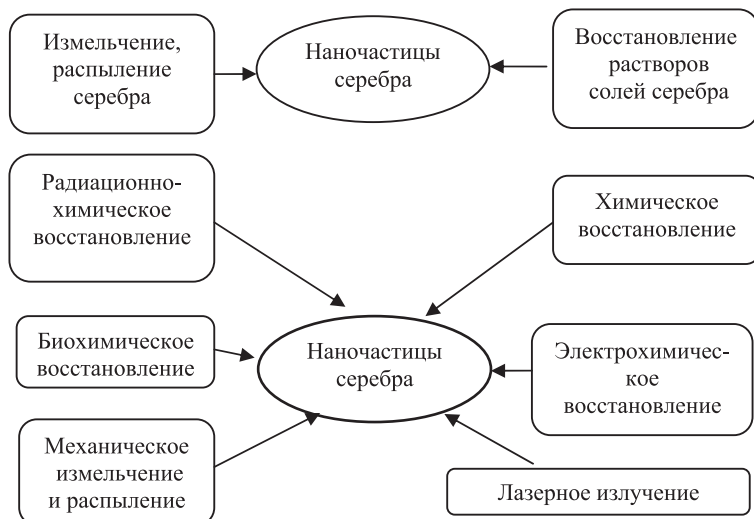 Измельчение,
распыление
серебра
Наночастицы
серебра
Восстановление
растворов
солей серебра
Радиационно-
химическое
восстановление
Химическое
восстановление
Биохимическое
восстановление
Наночастицы
серебра
Электрохимичес-
кое
восстановление
Механическое
измельчение
и распыление
Лазерное излучение